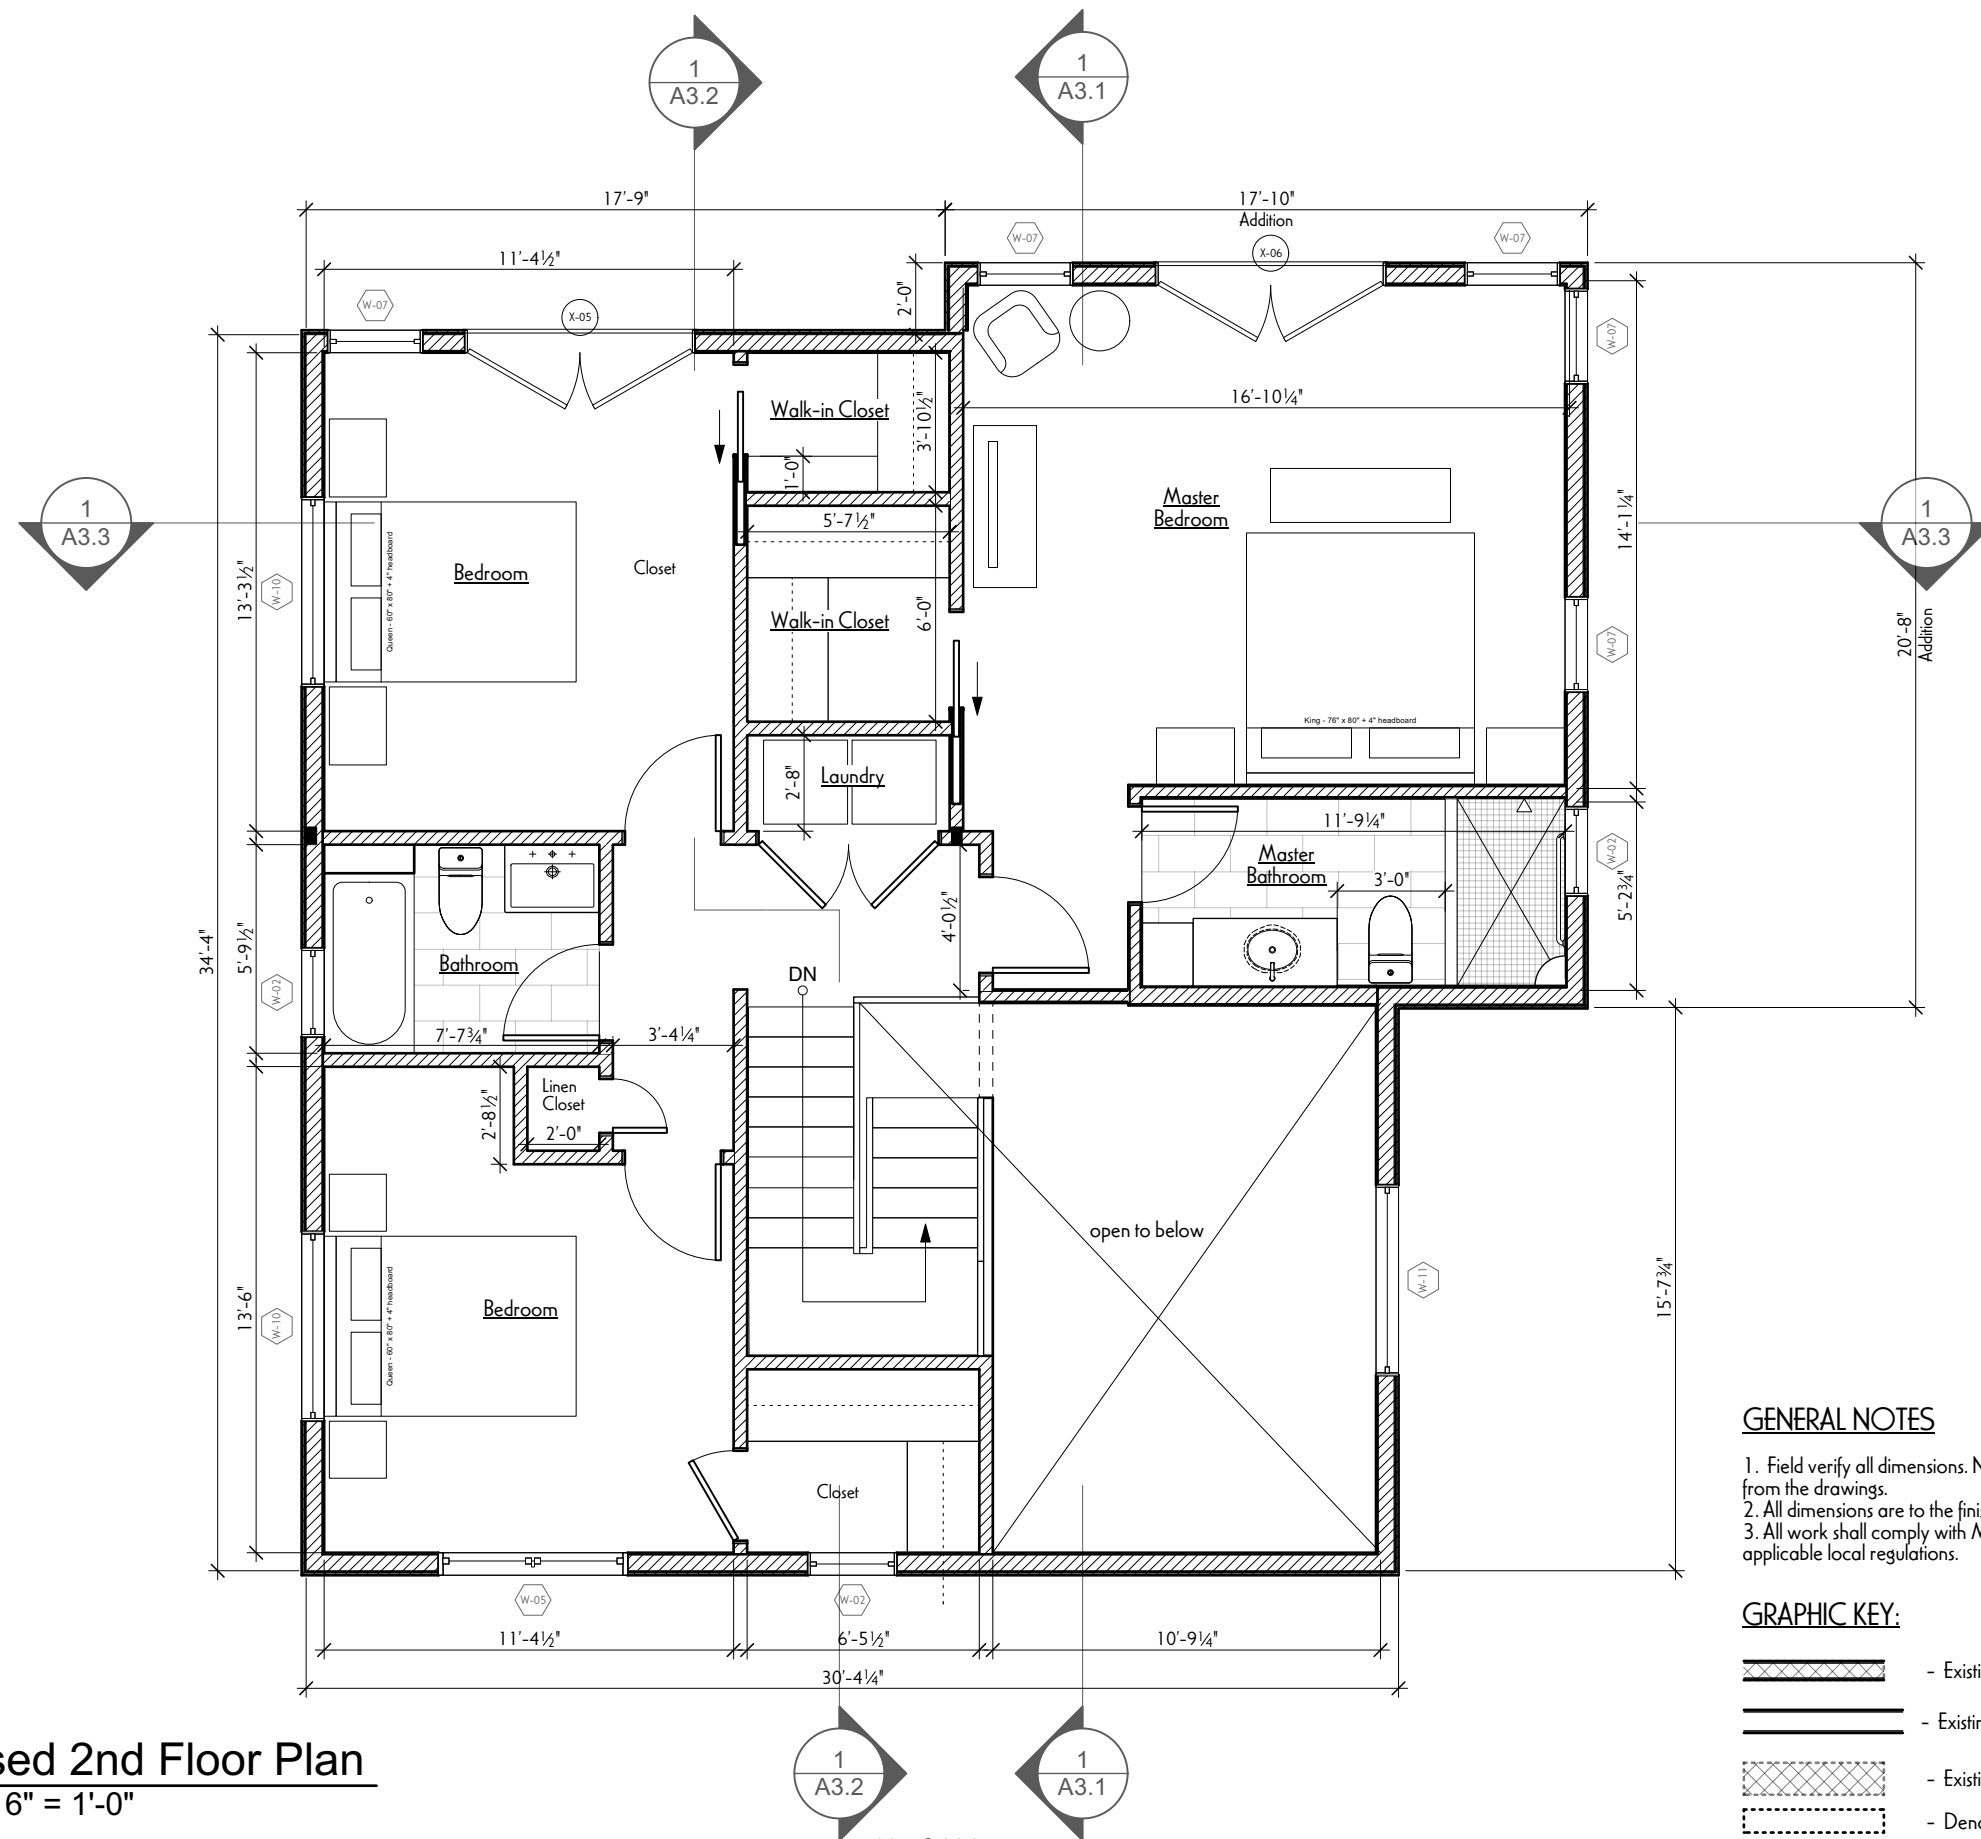 1
A3.2
1
A3.1
17'-9"
17'-10"
Addition
W-07
X-06
W-07
11'-4½"
2'-0"
W-07
X-05
W-07
Walk-in Closet
3'-10½"
16'-10¼"
1'-0"
1
A3.3
Master
Bedroom
14'-1¼"
1
A3.3
5'-7½"
13'-3½"
W-10
Bedroom
Queen - 60" x 80" + 4" headboard
Closet
Walk-in Closet
6'-0"
W-07
20'-8"
Addition
King - 76" x 80" + 4" headboard
2'-8"
Laundry
11'-9¼"
Master
Bathroom
3'-0"
W-02
5'-2¾"
34'-4"
5'-9½"
W-02
Bathroom
4'-0½"
DN
7'-7¾"
3'-4¼"
Linen
Closet
2'-8½"
2'-0"
open to below
W-11
15'-7¾"
13'-6"
W-10
Bedroom
Queen - 60" x 80" + 4" headboard
Closet
W-05
W-02
11'-4½"
6'-5½"
10'-9¼"
30'-4¼"
1
A3.2
1
A3.1
sed 2nd Floor Plan
6" = 1'-0"
GENERAL NOTES
1. Field verify all dimensions. N
from the drawings.
2. All dimensions are to the fini
3. All work shall comply with M
applicable local regulations.
GRAPHIC KEY:
- Existi
- Existin
- Existi
- Deno